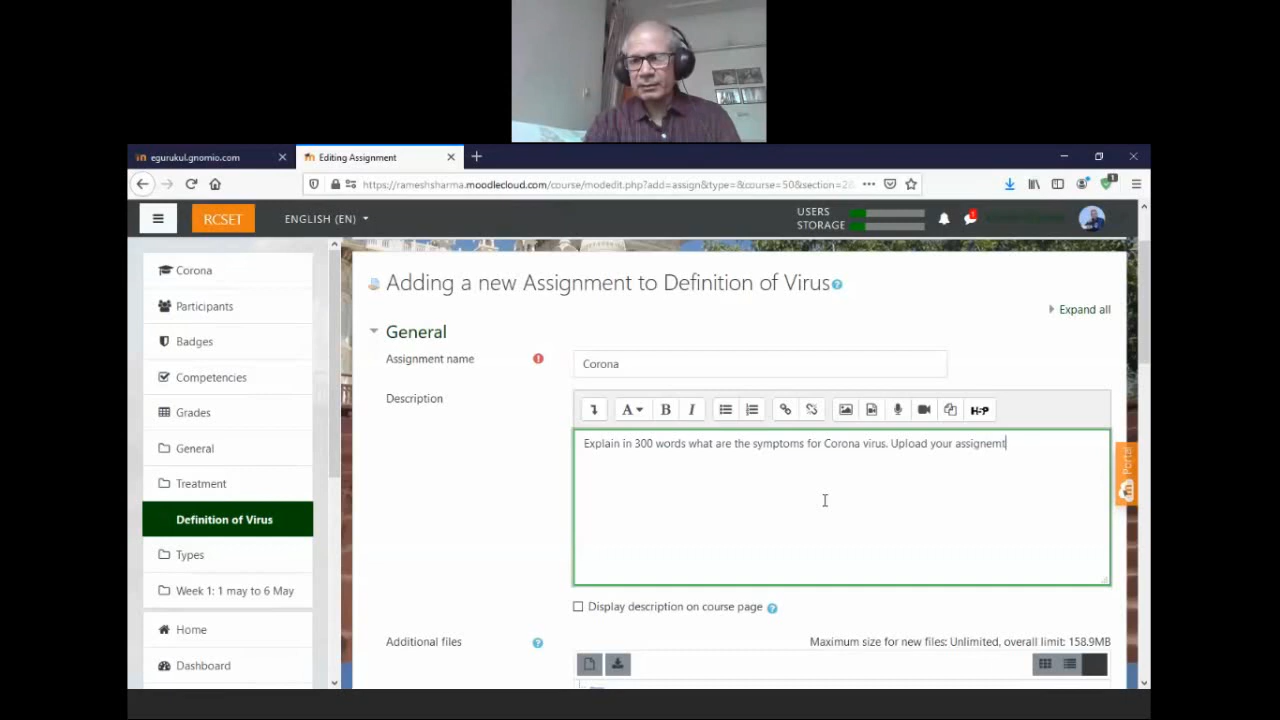 egurukul.gnomio.com
Editing Assignment
https://rameshsharma.moodlecloud.com/course/modedit.php?add=assign&type=&course=50&section=2
1
RCSET
ENGLISH (EN)
USERS
STORAGE
Corona
Participants
Badges
Competencies
Grades
General
Treatment
Definition of Virus
Types
Week 1: 1 may to 6 May
Home
Dashboard
Adding a new Assignment to Definition of Virus
Expand all
General
Assignment name
Corona
Description
A B I
H5P
Explain in 300 words what are the symptoms for Corona virus. Upload your assignemt
Display description on course page
Additional files
Maximum size for new files: Unlimited, overall limit: 158.9MB
Portal